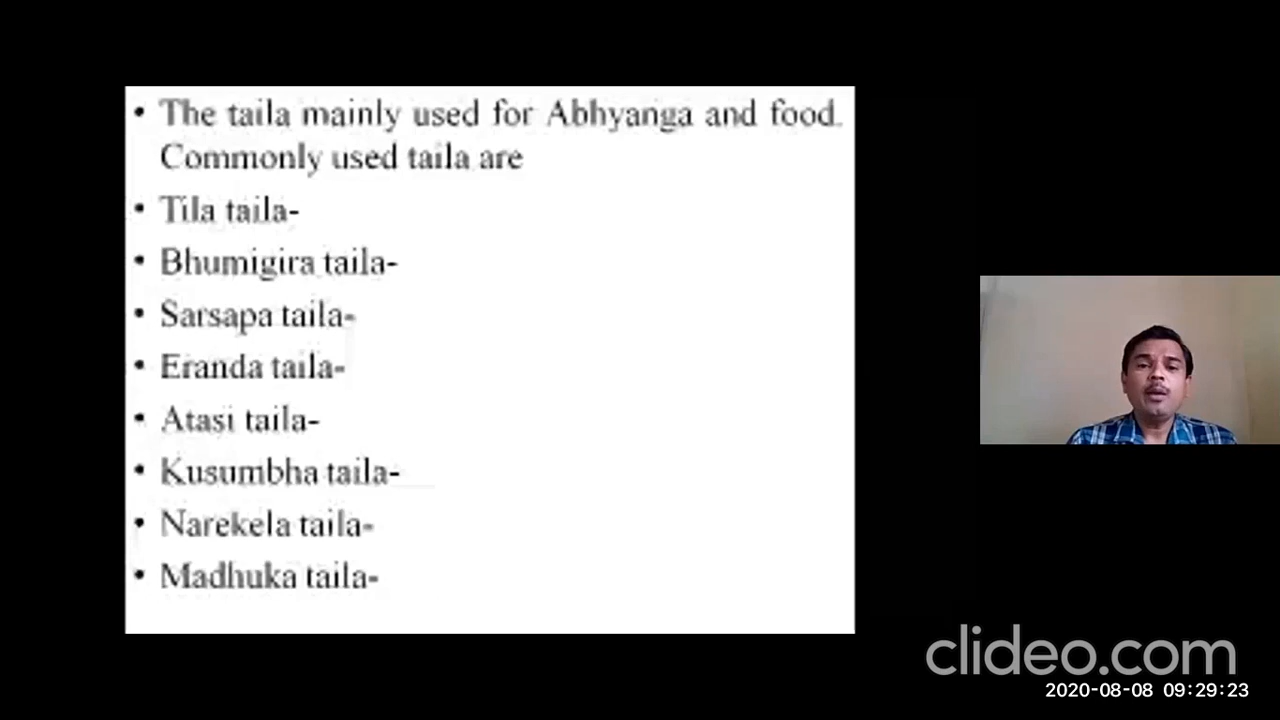 • The taila mainly used for Abhyanga and food.
Commonly used taila are
• Tila taila-
• Bhumigira taila-
• Sarsapa taila-
• Eranda taila-
• Atasi taila-
• Kusumbha taila-
• Narekela taila-
• Madhuka taila-
clideo.com
2020-08-08 09:29:23